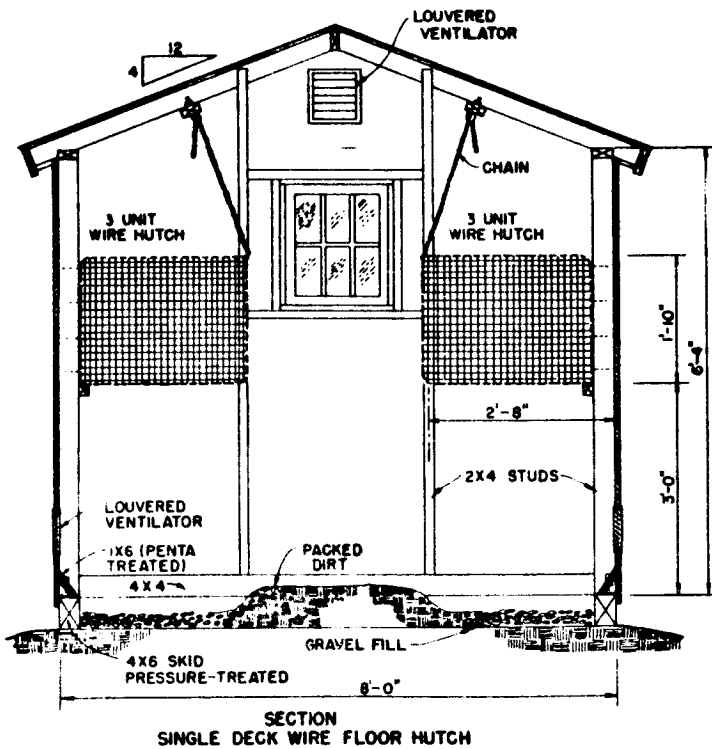 LOUVERED
VENTILATOR
12
4
CHAIN
3 UNIT
WIRE HUTCH
3 UNIT
WIRE HUTCH
1'-10"
6'-4"
2'-8"
2X4 STUDS
3'-0"
LOUVERED
VENTILATOR
1X6 (PENTA
TREATED)
PACKED
DIRT
4X4
GRAVEL FILL
4X6 SKID
PRESSURE-TREATED
8'-0"
SECTION
SINGLE DECK WIRE FLOOR HUTCH